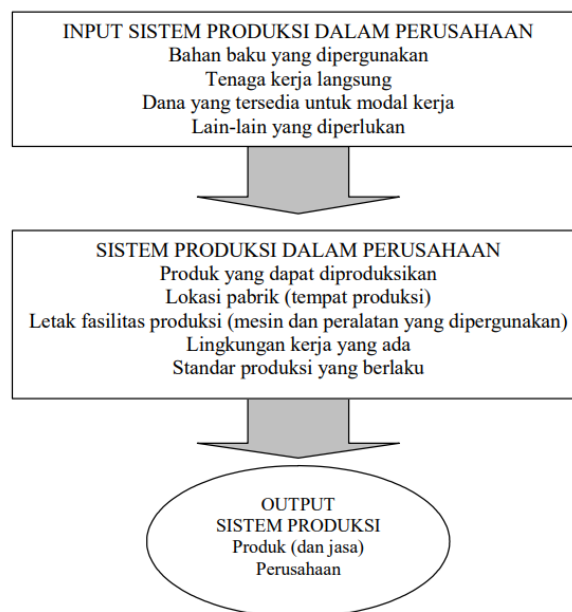 INPUT SISTEM PRODUKSI DALAM PERUSAHAAN
Bahan baku yang dipergunakan
Tenaga kerja langsung
Dana yang tersedia untuk modal kerja
Lain-lain yang diperlukan
SISTEM PRODUKSI DALAM PERUSAHAAN
Produk yang dapat diproduksikan
Lokasi pabrik (tempat produksi)
Letak fasilitas produksi (mesin dan peralatan yang dipergunakan)
Lingkungan kerja yang ada
Standar produksi yang berlaku
OUTPUT
SISTEM PRODUKSI
Produk (dan jasa)
Perusahaan